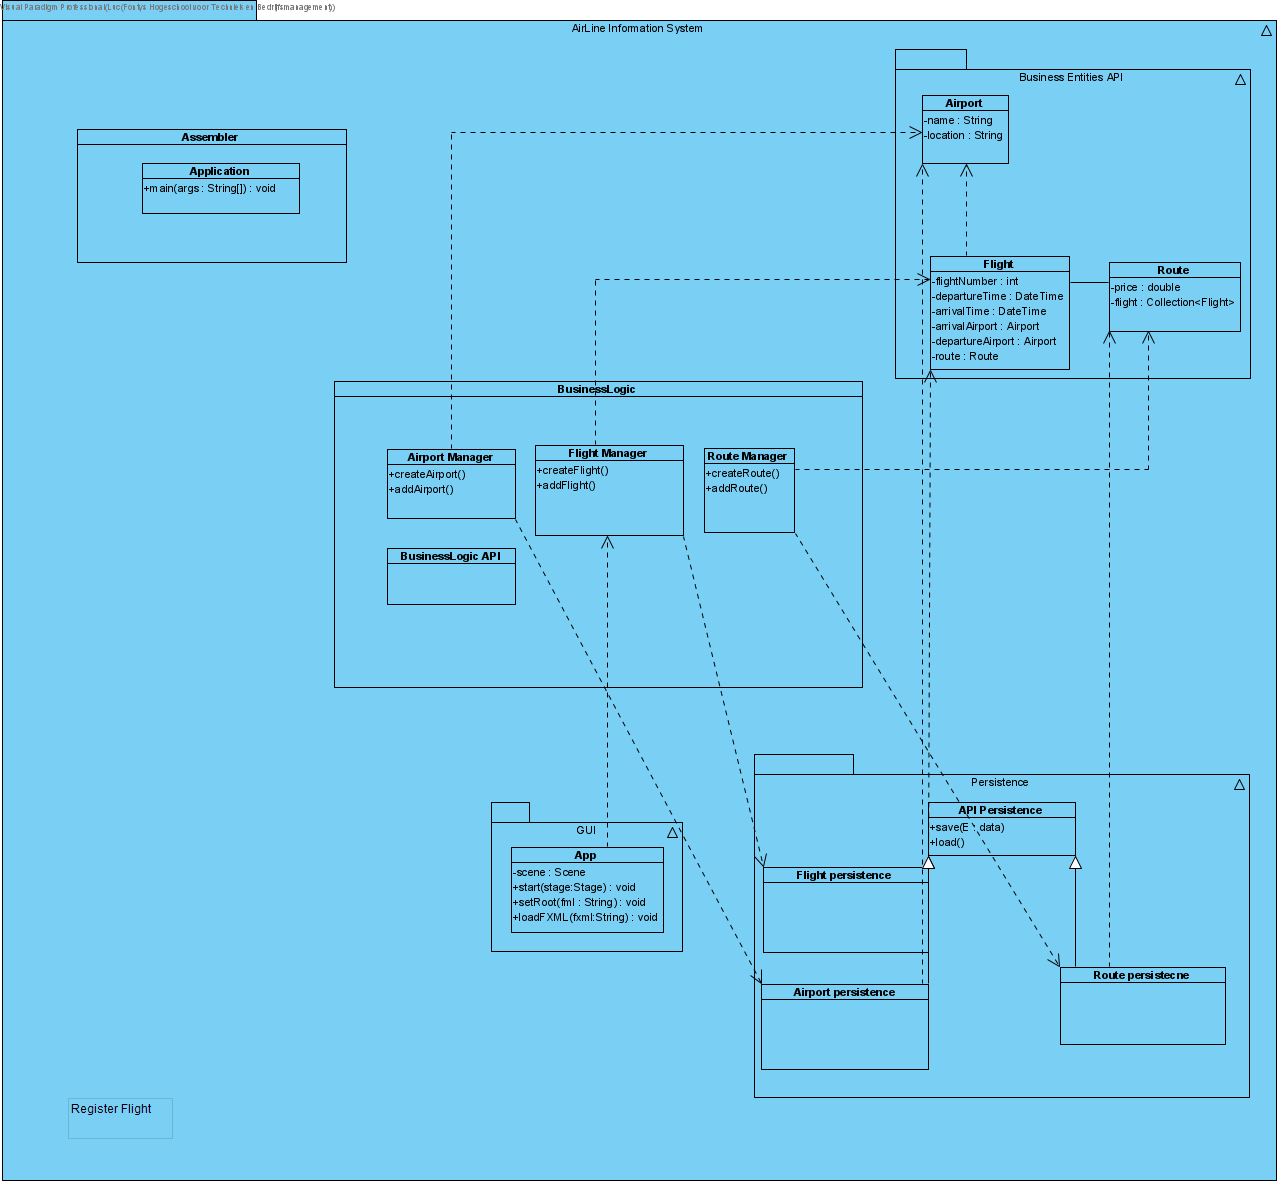 Visual Paradigm Professional(Luc(Fontys Hogeschool voor Techniek en Bedrijfsmanagement))
AirLine Information System
Business Entities API
Airport
-name : String
-location : String
Assembler
Application
+main(args : String[]) : void
Flight
-flightNumber : int
-departureTime : DateTime
-arrivalTime : DateTime
-arrivalAirport : Airport
-departureAirport : Airport
-route : Route
Route
-price : double
-flight : Collection<Flight>
BusinessLogic
Airport Manager
+createAirport()
+addAirport()
Flight Manager
+createFlight()
+addFlight()
Route Manager
+createRoute()
+addRoute()
BusinessLogic API
Persistence
API Persistence
+save(E : data)
+load()
GUI
App
-scene : Scene
+start(stage:Stage) : void
+setRoot(fml : String) : void
+loadFXML(fxml:String) : void
Flight persistence
Airport persistence
Route persistecne
Register Flight